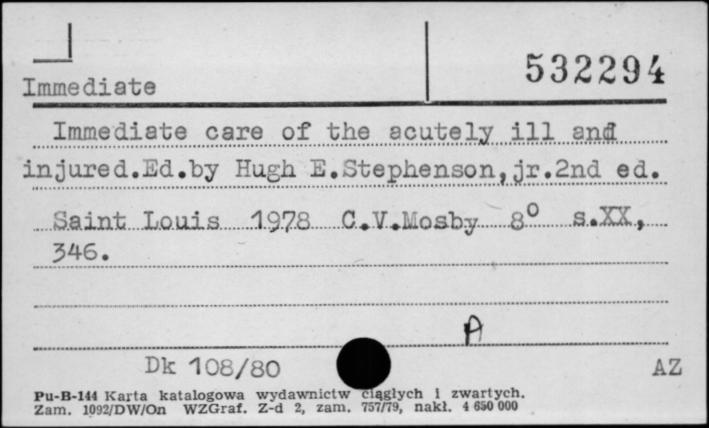 532294
Immediate
Immediate care of the acutely ill and
injured.Ed.by Hugh E.Stephenson,jr.2nd ed.
Saint Louis 1978 C.V.Mosby 8° s.XX,
346.
A
Dk 108/80 AZ
Pu-B-144 Karta katalogowa wydawnictw ciągłych i zwartych.
Zam. 1092/DW/On WZGraf. Z-d 2, zam. 757/79, nakł. 4 650 000